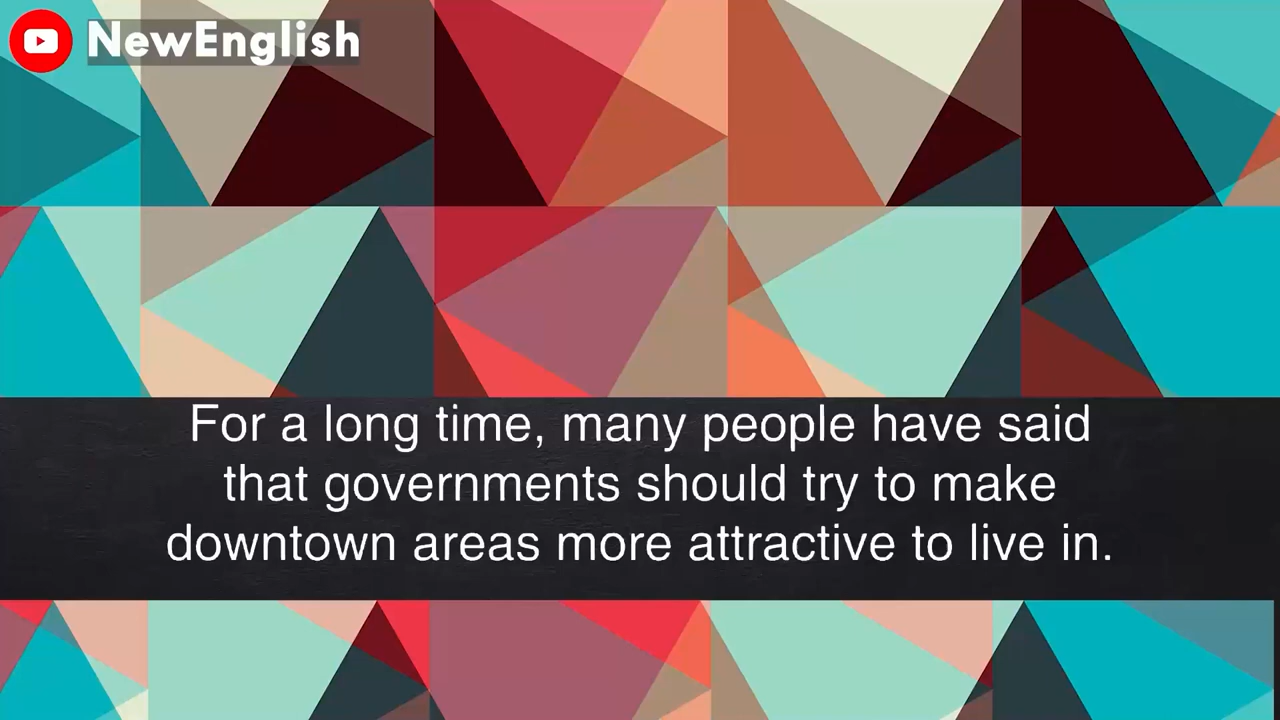 NewEnglish
For a long time, many people have said
that governments should try to make
downtown areas more attractive to live in.